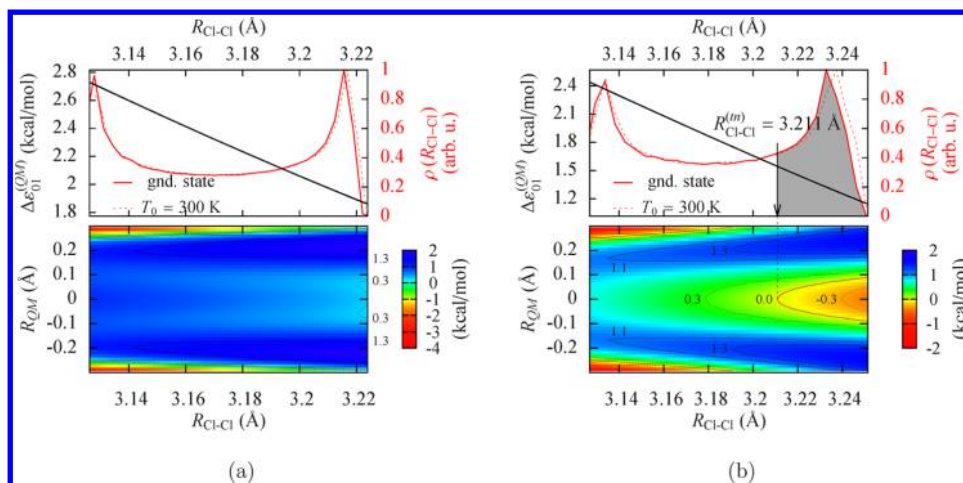 R_Cl-Cl (Å)
3.14 3.16 3.18 3.2 3.22
2.8
2.6
2.4
2.2
2
1.8
Δε_01^(QM) (kcal/mol)
1
0.8
0.6
0.4
0.2
0
ρ (R_Cl-Cl)
(arb. u.)
gnd. state
T_0 = 300 K
0.2
0.1
0
-0.1
-0.2
R_QM (Å)
1.3
0.3
0.3
1.3
2
1
0
-1
-2
-3
-4
(kcal/mol)
3.14 3.16 3.18 3.2 3.22
R_Cl-Cl (Å)
(a)
R_Cl-Cl (Å)
3.14 3.16 3.18 3.2 3.22 3.24
2.4
2.1
1.8
1.5
1.2
Δε_01^(QM) (kcal/mol)
R_Cl-Cl^(tn) = 3.211 Å
1
0.8
0.6
0.4
0.2
0
ρ (R_Cl-Cl)
(arb. u.)
gnd. state
T_0 = 300 K
0.2
0.1
0
-0.1
-0.2
R_QM (Å)
1.3
1.1
0.3 0.0 -0.3
1.1
1.3
2
1
0
-1
-2
(kcal/mol)
3.14 3.16 3.18 3.2 3.22 3.24
R_Cl-Cl (Å)
(b)